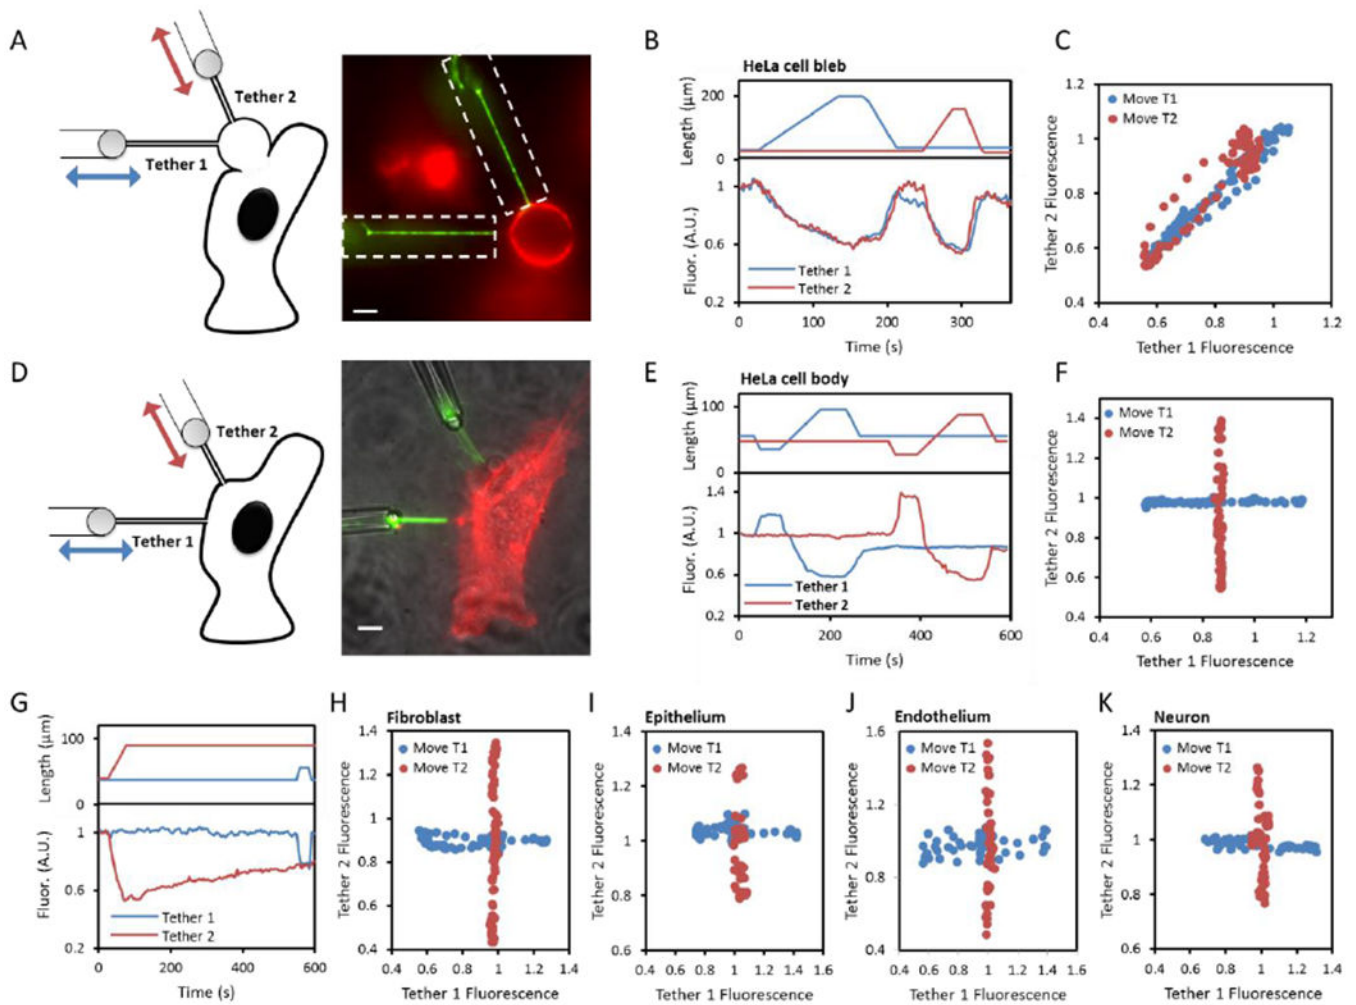 A
Tether 2
Tether 1
B
HeLa cell bleb
Length (μm)
200
0
Fluor. (A.U.)
1
0.6
0.2
Tether 1
Tether 2
0
100
200
300
Time (s)
C
Tether 2 Fluorescence
1.2
1
0.8
0.6
0.4
Move T1
Move T2
0.4
0.6
0.8
1
1.2
Tether 1 Fluorescence
D
Tether 2
Tether 1
E
HeLa cell body
Length (μm)
100
0
Fluor. (A.U.)
1.4
1
0.6
0.2
Tether 1
Tether 2
0
200
400
600
Time (s)
F
Tether 2 Fluorescence
1.4
1.2
1
0.8
0.6
0.4
Move T1
Move T2
0.4
0.6
0.8
1
1.2
Tether 1 Fluorescence
G
Length (μm)
100
0
Fluor. (A.U.)
1
0.6
0.2
Tether 1
Tether 2
0
200
400
600
Time (s)
H
Fibroblast
Tether 2 Fluorescence
1.4
1.2
1
0.8
0.6
0.4
Move T1
Move T2
0.4
0.6
0.8
1
1.2
1.4
Tether 1 Fluorescence
I
Epithelium
Tether 2 Fluorescence
1.4
1.2
1
0.8
0.6
Move T1
Move T2
0.4
0.6
0.8
1
1.2
1.4
1.6
Tether 1 Fluorescence
J
Endothelium
Tether 2 Fluorescence
1.6
1.2
0.8
0.4
Move T1
Move T2
0.4
0.6
0.8
1
1.2
1.4
1.6
Tether 1 Fluorescence
K
Neuron
Tether 2 Fluorescence
1.4
1.2
1
0.8
0.6
Move T1
Move T2
0.4
0.6
0.8
1
1.2
1.4
Tether 1 Fluorescence